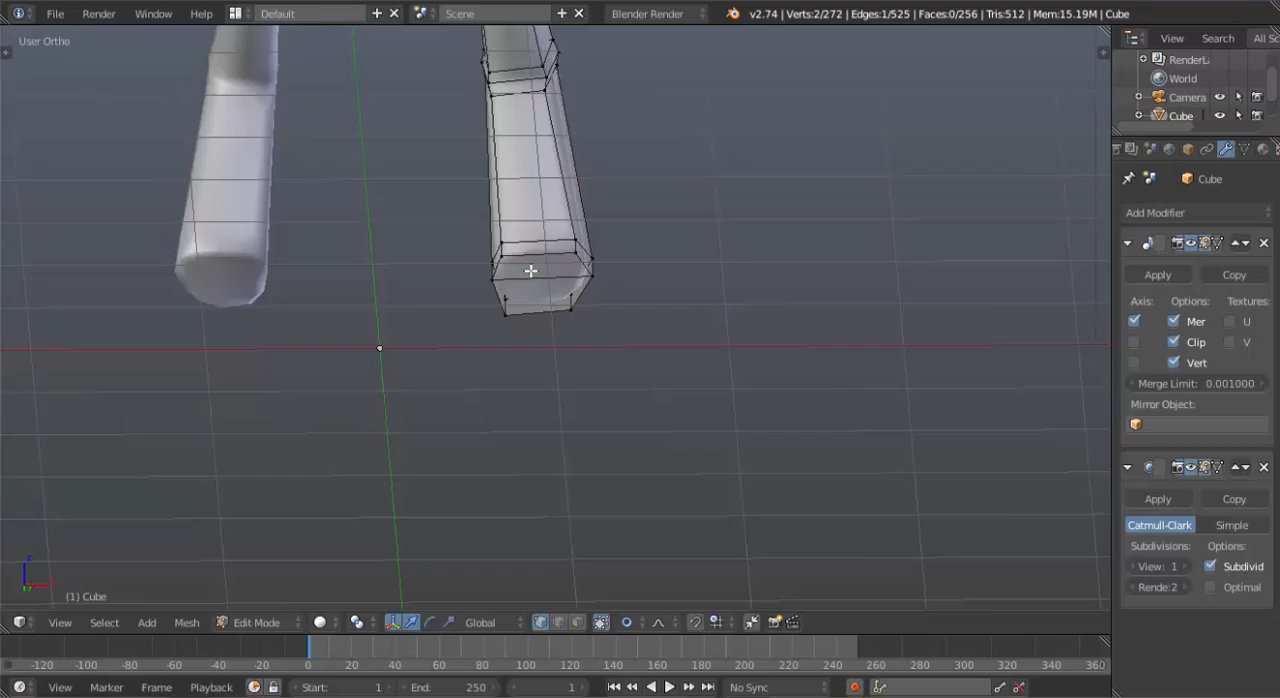 File Render Window Help Default Scene Blender Render v2.74 | Verts:2/272 | Edges:1/525 | Faces:0/256 | Tris:512 | Mem:15.19M | Cube
User Ortho
View Search All Sc
RenderL
World
Camera
Cube
Cube
Add Modifier
Apply Copy
Axis: Options: Textures:
Mer U
Clip V
Vert
Merge Limit: 0.001000
Mirror Object:
Apply Copy
Catmull-Clark Simple
Subdivisions: Options:
View: 1 Subdivid
Rende:2 Optimal
z
(1) Cube
View Select Add Mesh Edit Mode Global
-120 -100 -80 -60 -40 -20 0 20 40 60 80 100 120 140 160 180 200 220 240 260 280 300 320 340 360
View Marker Frame Playback Start: 1 End: 250 1 No Sync